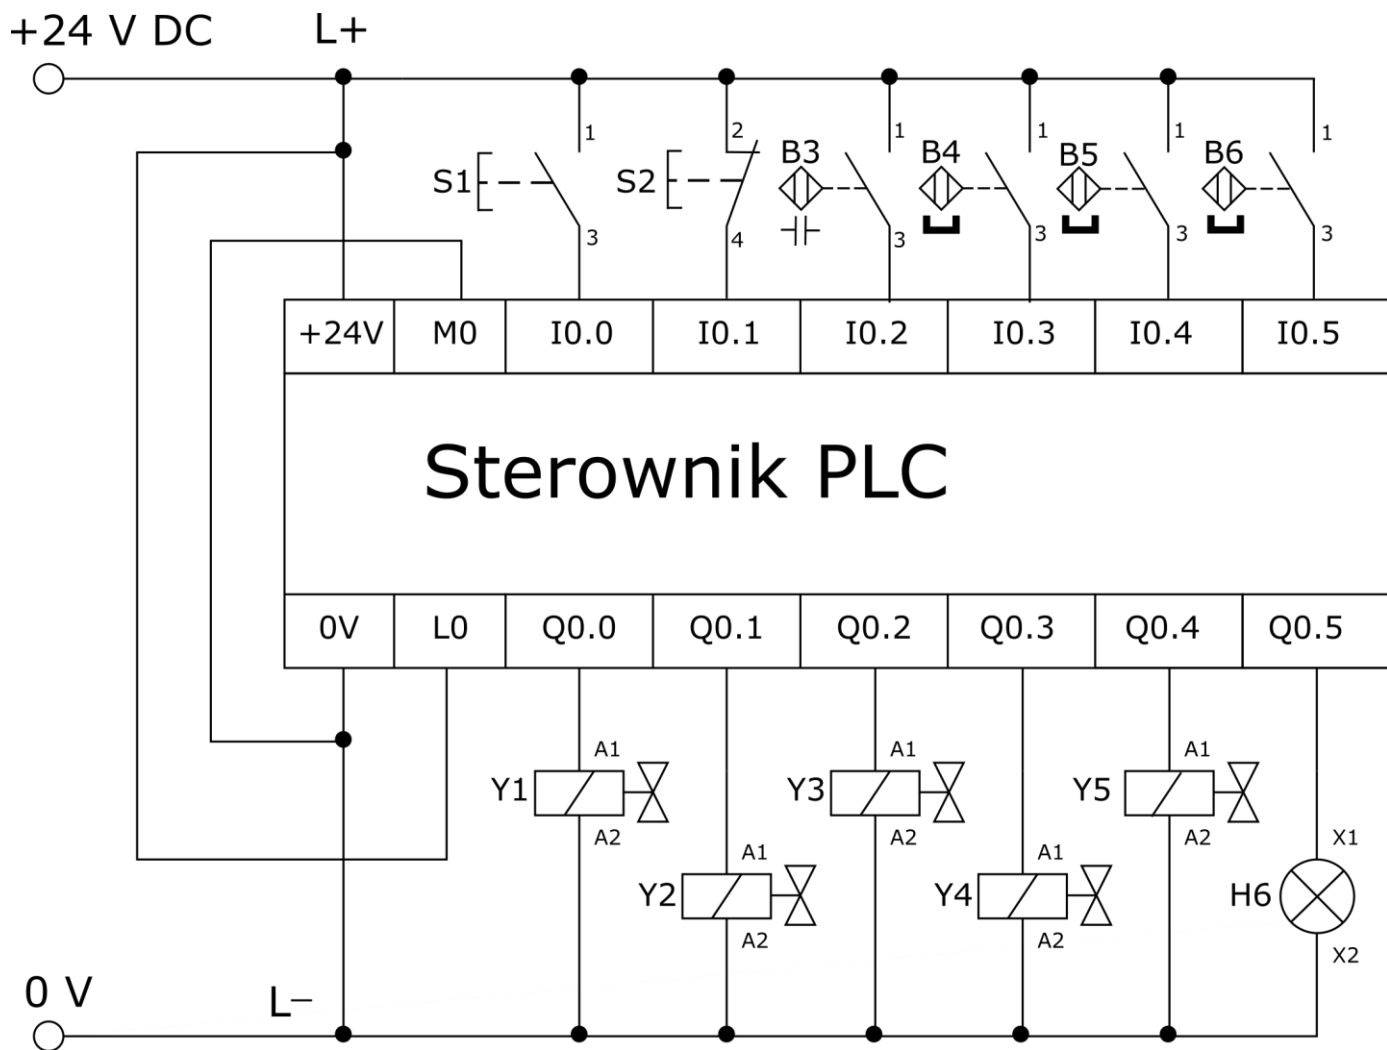 +24 V DC L+
1 2 1 1 1 1
S1 S2 B3 B4 B5 B6
3 4 3 3 3 3
+24V M0 I0.0 I0.1 I0.2 I0.3 I0.4 I0.5
Sterownik PLC
0V L0 Q0.0 Q0.1 Q0.2 Q0.3 Q0.4 Q0.5
A1 A1 A1
Y1 Y3 Y5
A2 A2 A2 X1
A1 A1
Y2 Y4 H6
A2 A2 X2
0 V L–